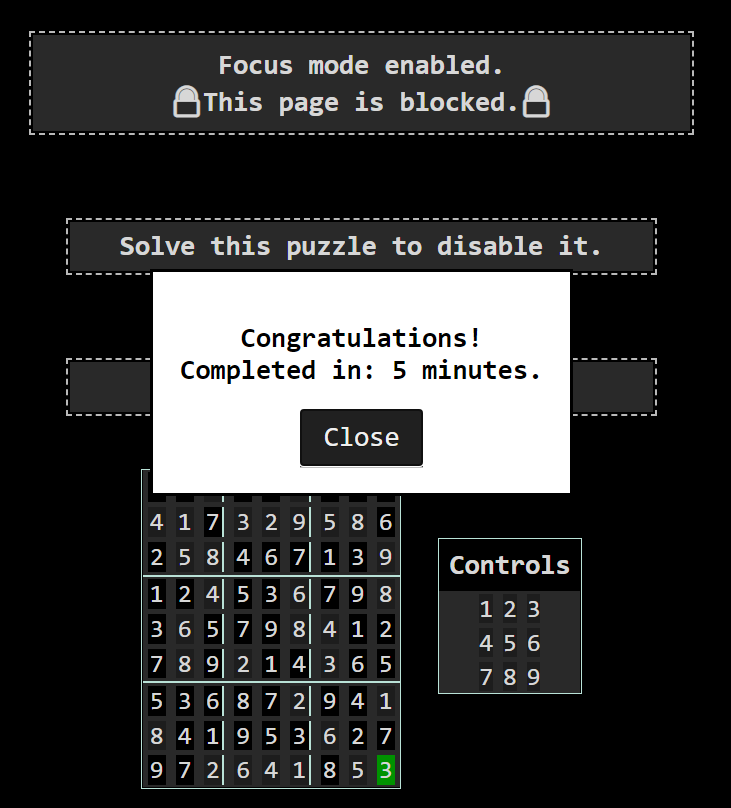 Focus mode enabled.
🔒This page is blocked.🔒
Solve this puzzle to disable it.
Congratulations!
Completed in: 5 minutes.
Close
4 1 7 3 2 9 5 8 6
2 5 8 4 6 7 1 3 9
1 2 4 5 3 6 7 9 8
3 6 5 7 9 8 4 1 2
7 8 9 2 1 4 3 6 5
5 3 6 8 7 2 9 4 1
8 4 1 9 5 3 6 2 7
9 7 2 6 4 1 8 5 3
Controls
1 2 3
4 5 6
7 8 9